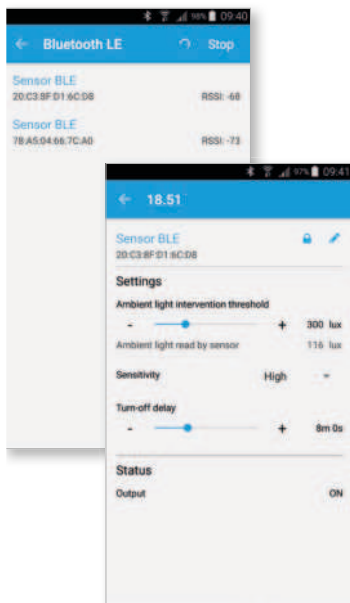 98% 09:40
Bluetooth LE Stop
Sensor BLE
20:C3:8F:D1:6C:D8 RSSI: -68
Sensor BLE
78:A5:04:66:7C:A0 RSSI: -73
97% 09:41
18.51
Sensor BLE
20:C3:8F:D1:6C:D8
Settings
Ambient light intervention threshold
- + 300 lux
Ambient light read by sensor 116 lux
Sensitivity High
Turn-off delay
- + 8m 0s
Status
Output ON